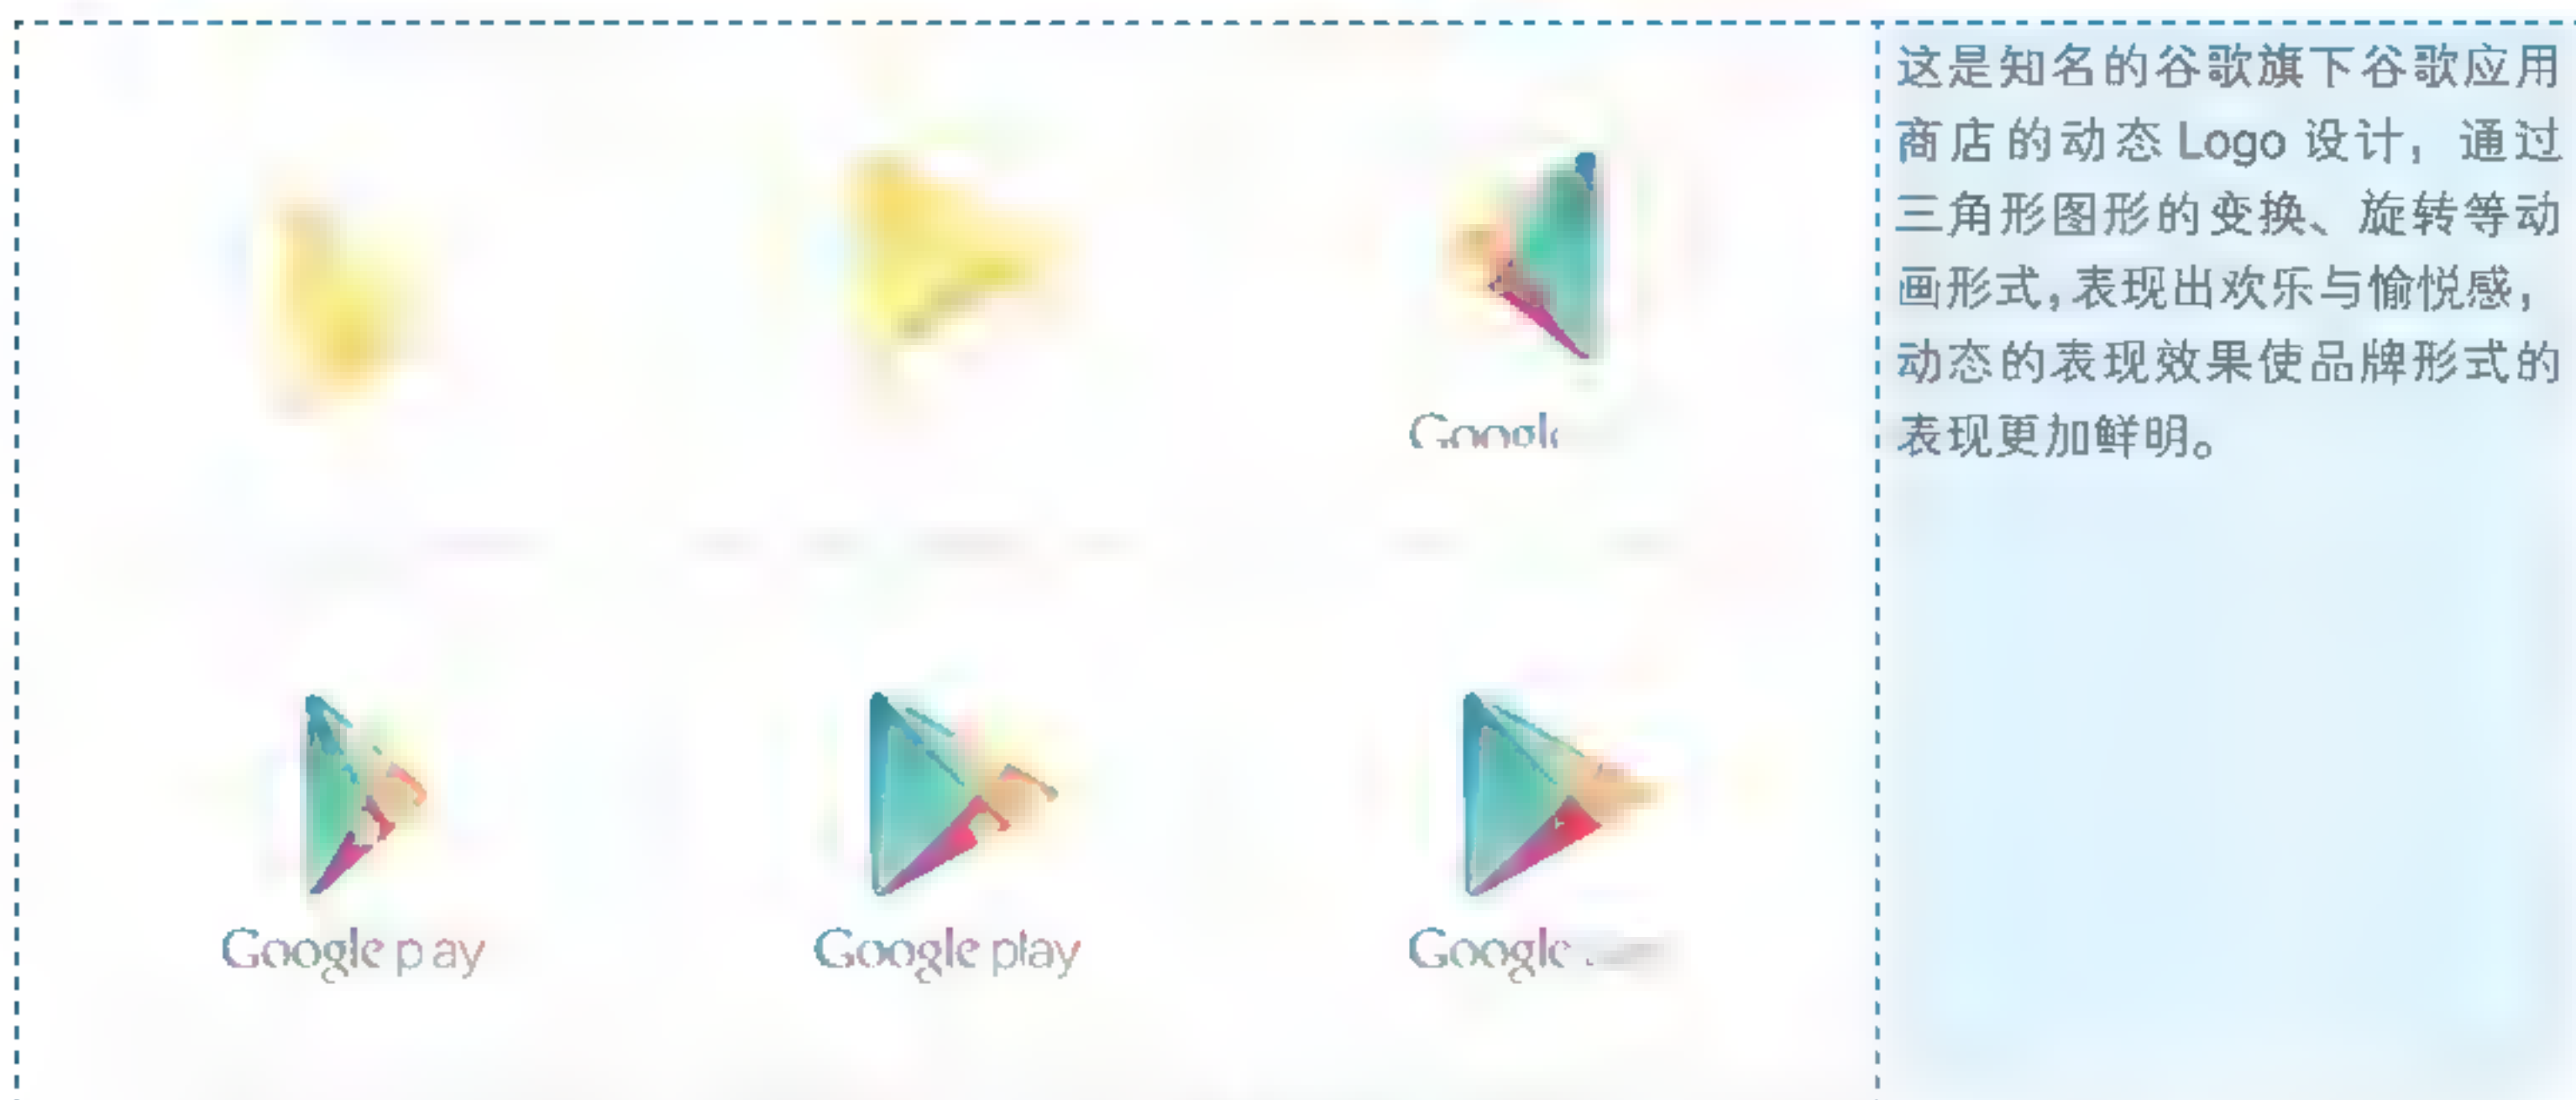 这是知名的谷歌旗下谷歌应用
商店的动态 Logo 设计，通过
三角形图形的变换、旋转等动
画形式，表现出欢乐与愉悦感，
动态的表现效果使品牌形式的
表现更加鲜明。
Google play
Google play
Google